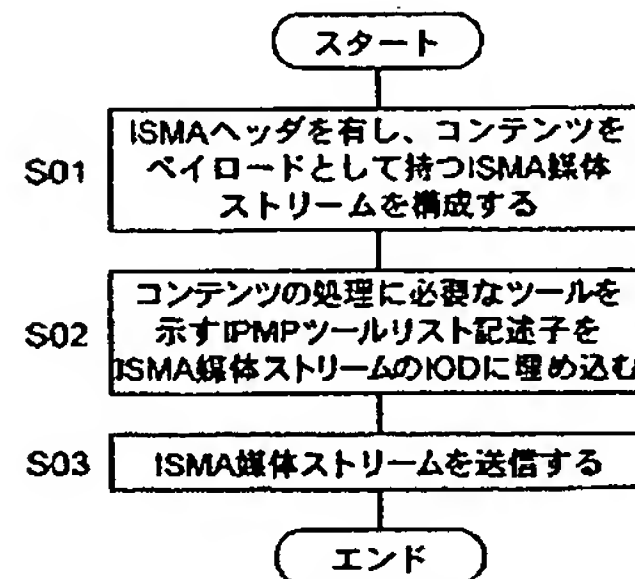 スタート
S01
ISMAヘッダを有し、コンテンツを
ペイロードとして持つISMA媒体
ストリームを構成する
S02
コンテンツの処理に必要なツールを
示すIPMPツールリスト記述子を
ISMA媒体ストリームのIODに埋め込む
S03
ISMA媒体ストリームを送信する
エンド